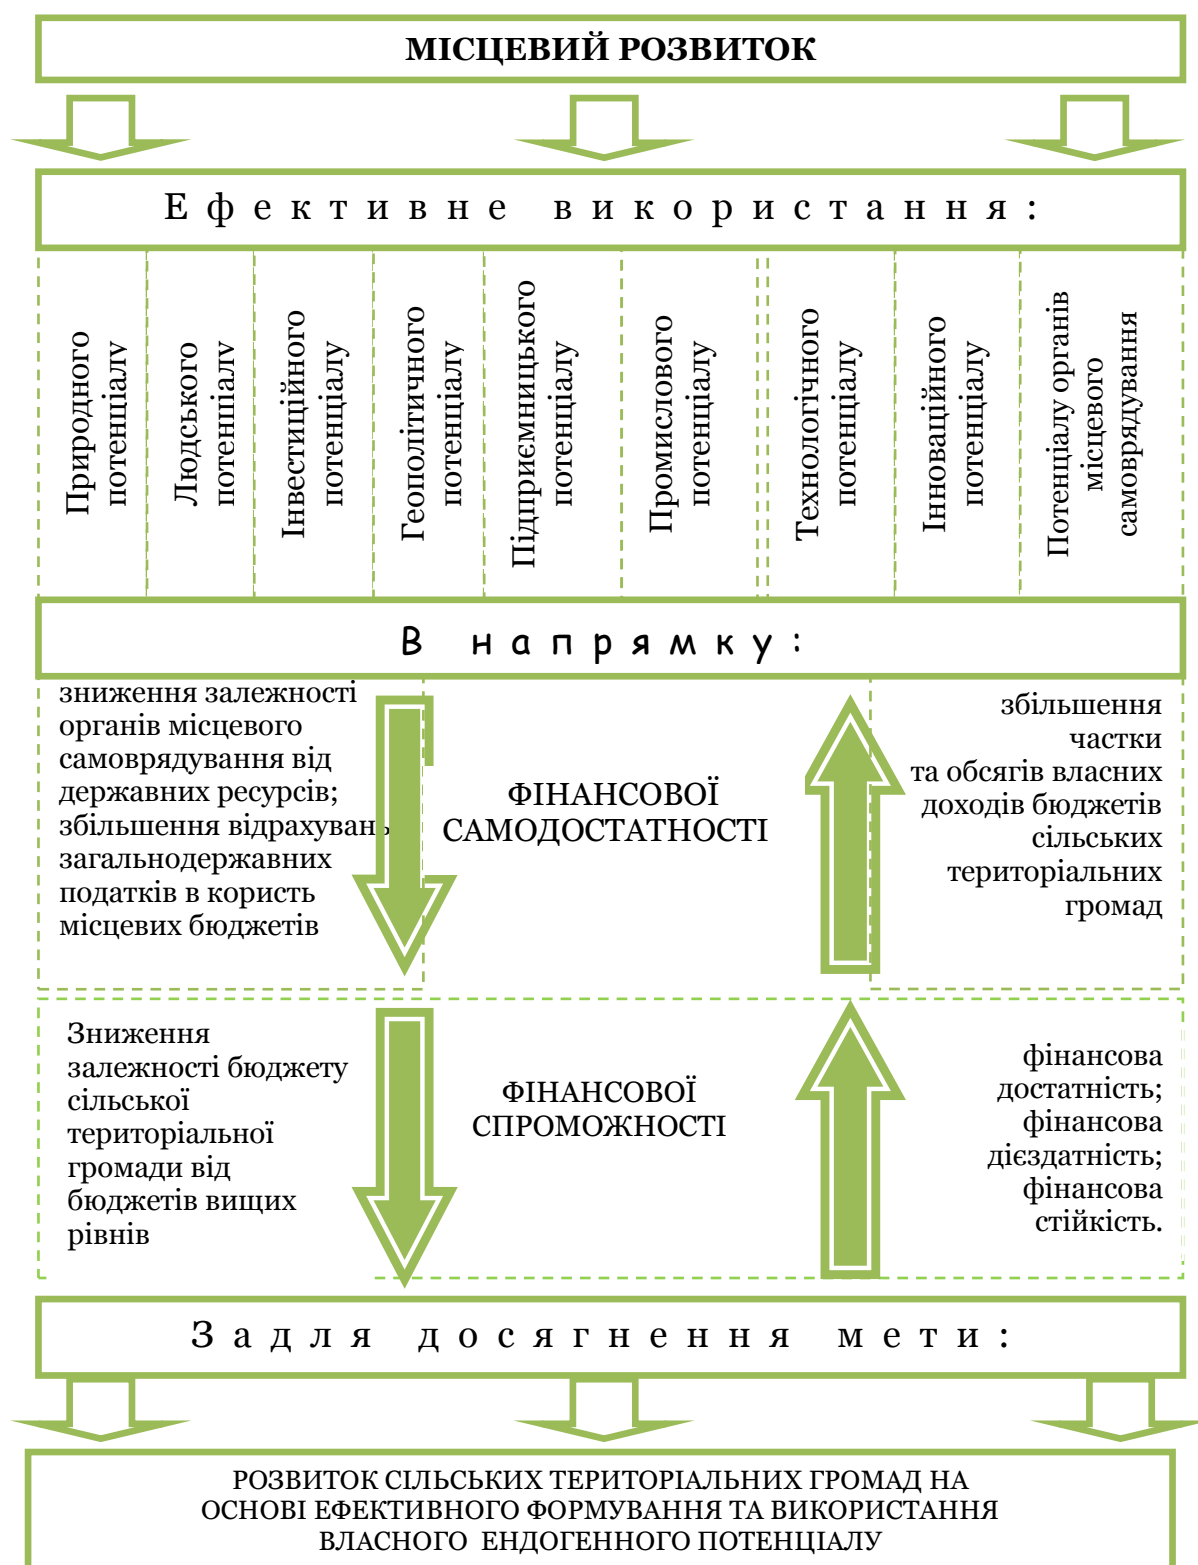 МІСЦЕВИЙ РОЗВИТОК
Ефективне використання:
Природного
потенціалу
Людського
потенціалу
Інвестиційного
потенціалу
Геополітичного
потенціалу
Підприємницького
потенціалу
Промислового
потенціалу
Технологічного
потенціалу
Інноваційного
потенціалу
Потенціалу органів
місцевого
самоврядування
В напрямку:
зниження залежності
органів місцевого
самоврядування від
державних ресурсів;
збільшення відрахувань
загальнодержавних
податків в користь
місцевих бюджетів
ФІНАНСОВОЇ
САМОДОСТАТНОСТІ
збільшення
частки
та обсягів власних
доходів бюджетів
сільських
територіальних
громад
Зниження
залежності бюджету
сільської
територіальної
громади від
бюджетів вищих
рівнів
ФІНАНСОВОЇ
СПРОМОЖНОСТІ
фінансова
достатність;
фінансова
дієздатність;
фінансова
стійкість.
Задля досягнення мети:
РОЗВИТОК СІЛЬСЬКИХ ТЕРИТОРІАЛЬНИХ ГРОМАД НА
ОСНОВІ ЕФЕКТИВНОГО ФОРМУВАННЯ ТА ВИКОРИСТАННЯ
ВЛАСНОГО ЕНДОГЕННОГО ПОТЕНЦІАЛУ